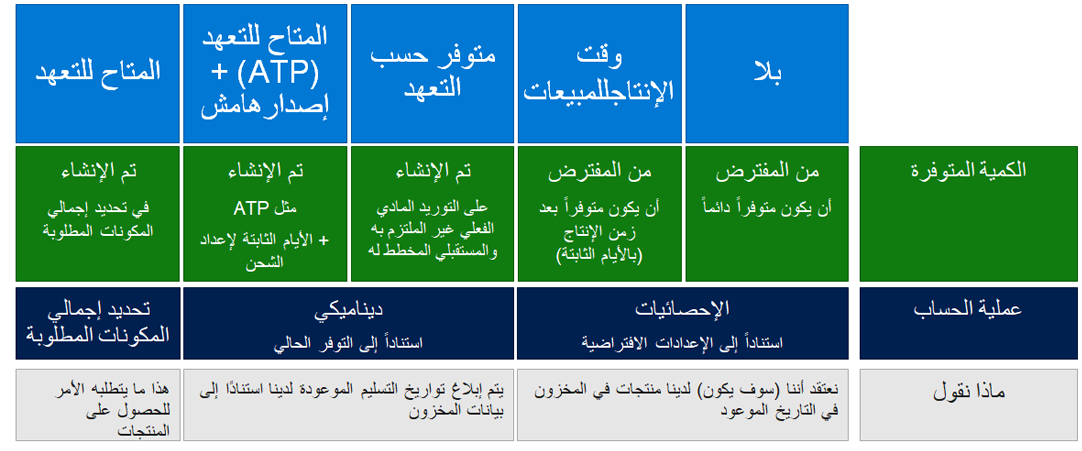 بلا
وقت
الإنتاجللمبيعات
متوفر حسب
التعهد
المتاح للتعهد
(ATP) +
إصدار هامش
المتاح للتعهد
الكمية المتوفرة
من المفترض
أن يكون متوفراً دائماً
من المفترض
أن يكون متوفراً بعد
زمن الإنتاج
(بالأيام الثابتة)
تم الإنشاء
على التوريد المادي
الفعلي غير الملتزم به
والمستقبلي المخطط له
تم الإنشاء
مثل ATP
+ الأيام الثابتة لإعداد
الشحن
تم الإنشاء
في تحديد إجمالي
المكونات المطلوبة
عملية الحساب
الإحصائيات
استناداً إلى الإعدادات الافتراضية
ديناميكي
استناداً إلى التوفر الحالي
تحديد إجمالي
المكونات المطلوبة
ماذا نقول
نعتقد أننا (سوف يكون) لدينا منتجات في المخزون
في التاريخ الموعود
يتم إبلاغ تواريخ التسليم الموعودة لدينا استنادًا إلى
بيانات المخزون
هذا ما يتطلبه الأمر
للحصول على
المنتجات